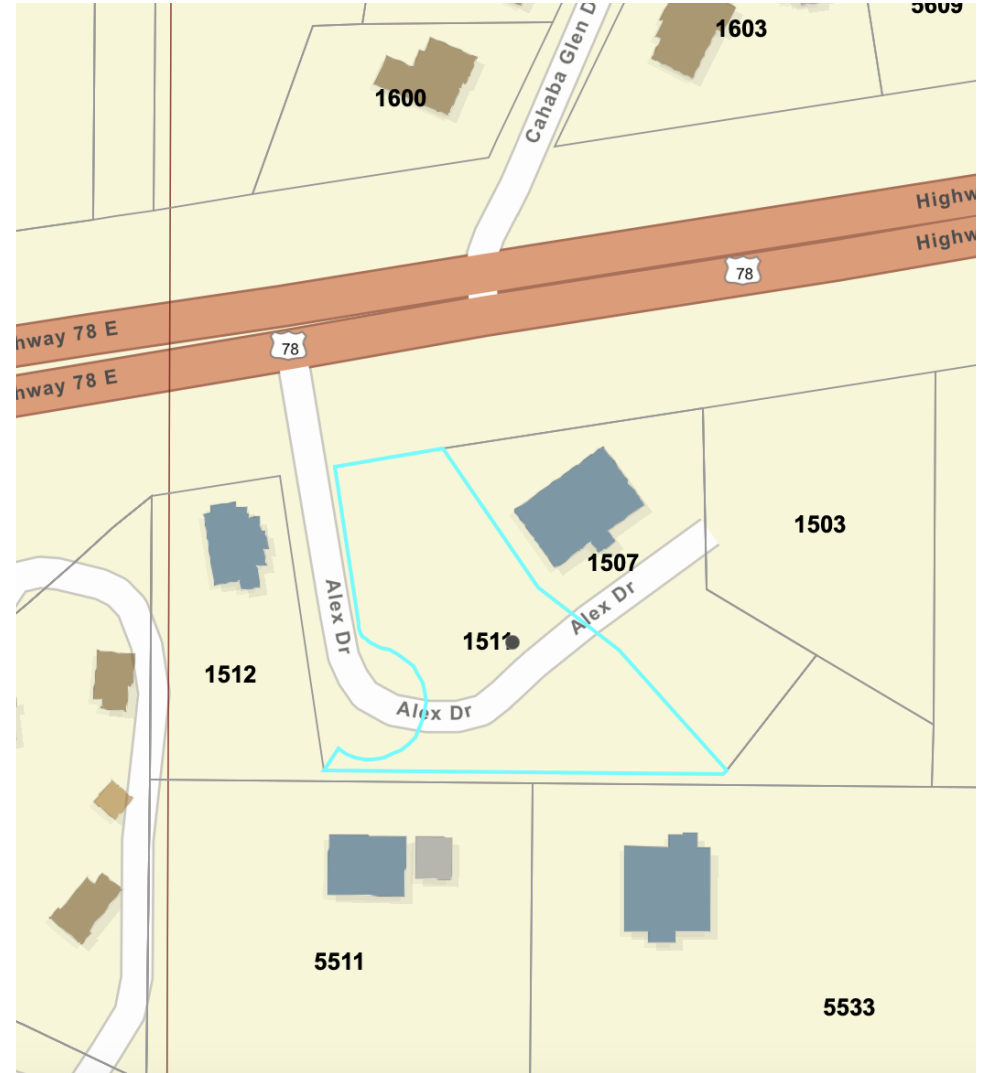 5609
1603
Cahaba Glen D
1600
Highw
Highw
78
hway 78 E
78
hway 78 E
1503
1507
Alex Dr
Alex Dr
1511
1512
Alex Dr
5511
5533